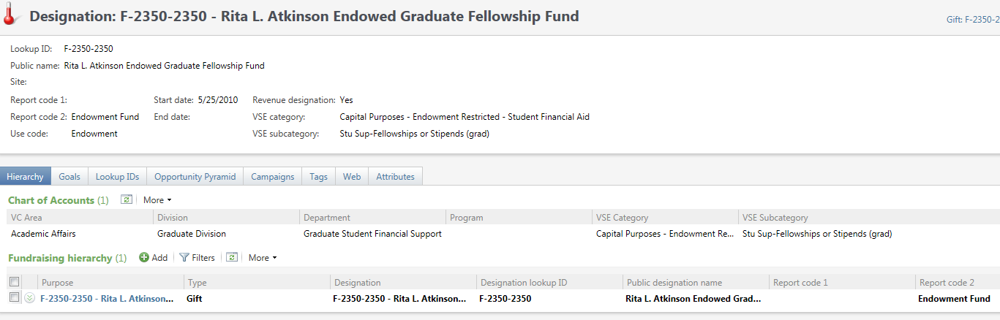 Designation: F-2350-2350 - Rita L. Atkinson Endowed Graduate Fellowship Fund
Gift: F-2350-2
Lookup ID: F-2350-2350
Public name: Rita L. Atkinson Endowed Graduate Fellowship Fund
Site:
Report code 1: Start date: 5/25/2010 Revenue designation: Yes
Report code 2: Endowment Fund End date: VSE category: Capital Purposes - Endowment Restricted - Student Financial Aid
Use code: Endowment VSE subcategory: Stu Sup-Fellowships or Stipends (grad)
Hierarchy Goals Lookup IDs Opportunity Pyramid Campaigns Tags Web Attributes
Chart of Accounts (1) More
VC Area Division Department Program VSE Category VSE Subcategory
Academic Affairs Graduate Division Graduate Student Financial Support Capital Purposes - Endowment Re... Stu Sup-Fellowships or Stipends (grad)
Fundraising hierarchy (1) Add Filters More
Purpose Type Designation Designation lookup ID Public designation name Report code 1 Report code 2
F-2350-2350 - Rita L. Atkinson... Gift F-2350-2350 - Rita L. Atkinson... F-2350-2350 Rita L. Atkinson Endowed Grad... Endowment Fund